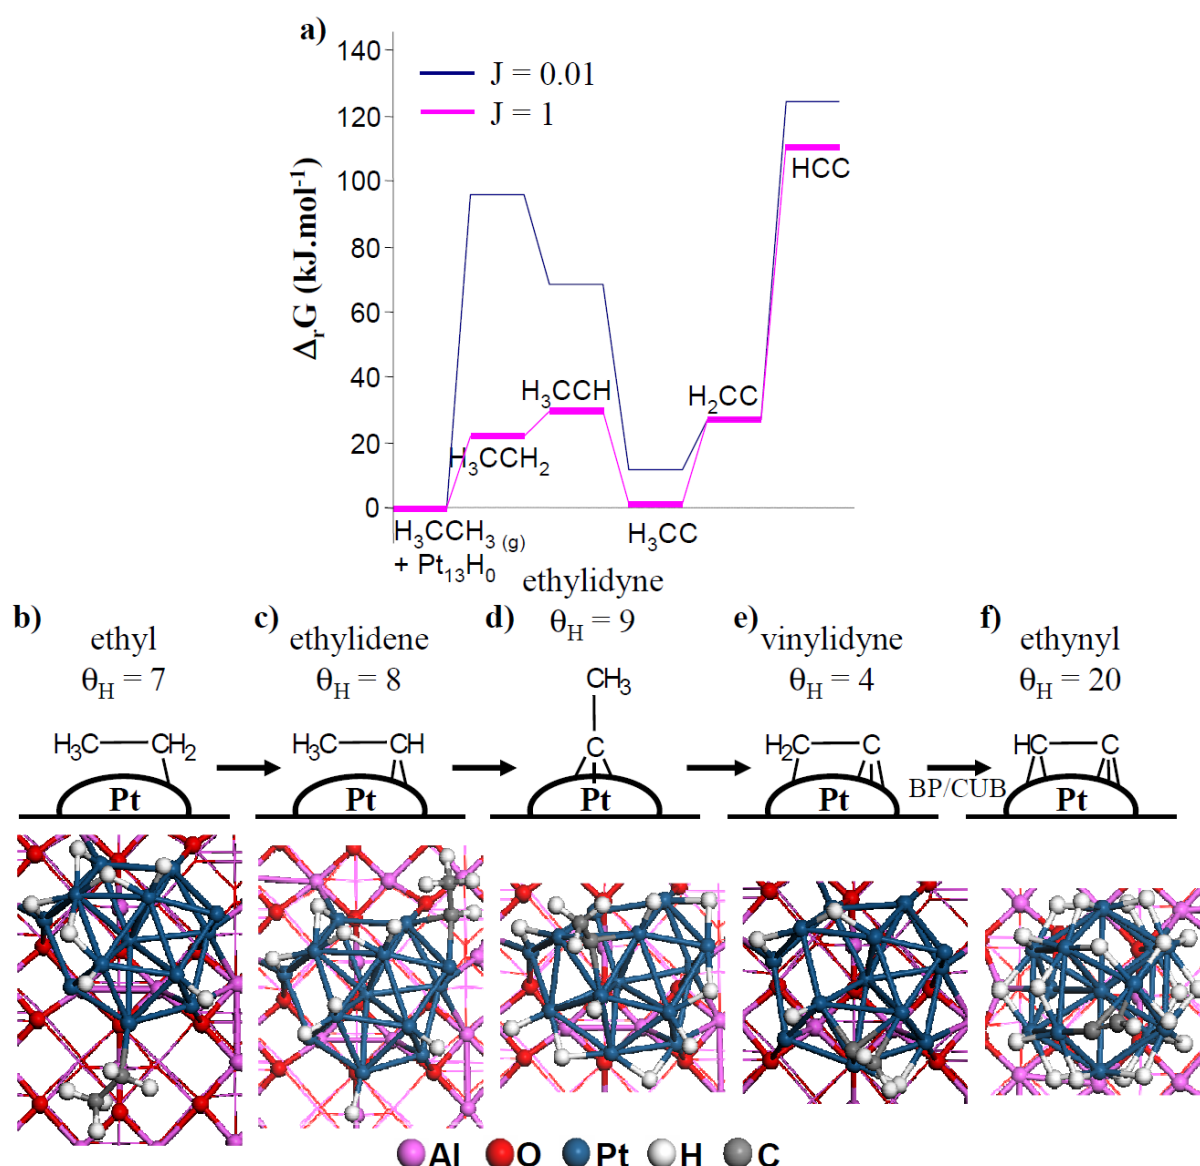 a)
140
120
100
80
60
40
20
0
ΔrG (kJ.mol-1)
J = 0.01
J = 1
HCC
H3CCH
H2CC
H3CCH2
H3CC
H3CCH3 (g)
+ Pt13H0
ethylidyne
b) ethyl
θH = 7
c) ethylidene
θH = 8
d) θH = 9
e) vinylidyne
θH = 4
f) ethynyl
θH = 20
CH3
H3C CH2
H3C CH
C
H2C C
HC C
BP/CUB
Pt
Pt
Pt
Pt
Pt
Al O Pt H C